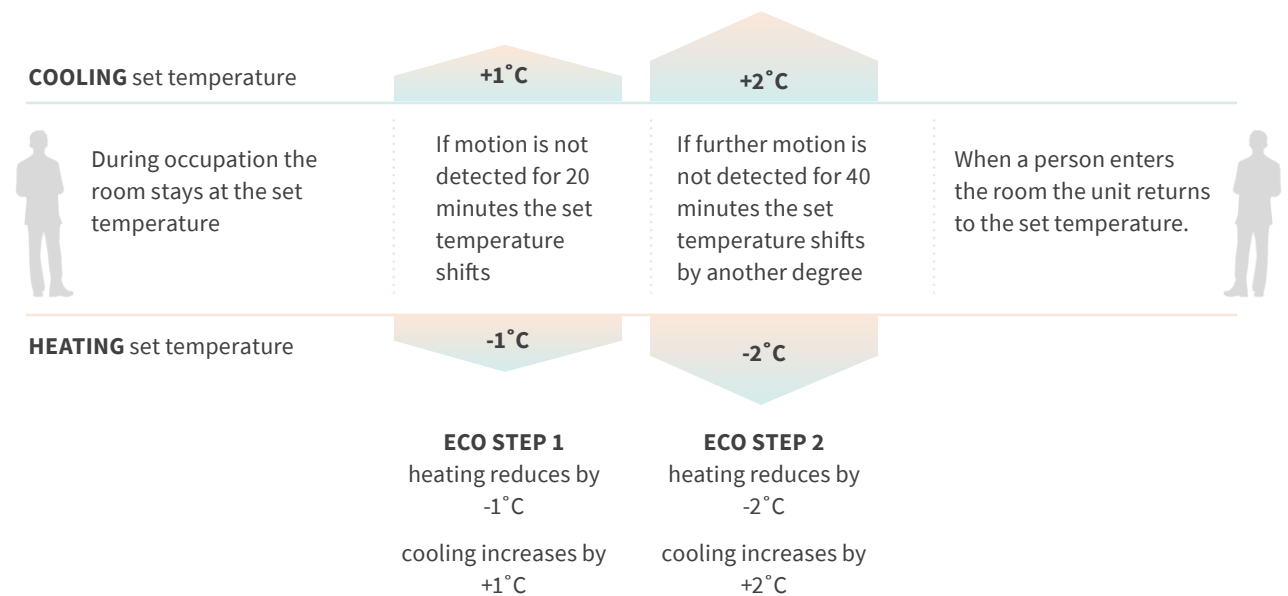 COOLING set temperature
+1˚C
+2˚C
During occupation the
room stays at the set
temperature
If motion is not
detected for 20
minutes the set
temperature
shifts
If further motion is
not detected for 40
minutes the set
temperature shifts
by another degree
When a person enters
the room the unit returns
to the set temperature.
HEATING set temperature
-1˚C
-2˚C
ECO STEP 1
heating reduces by
-1˚C
cooling increases by
+1˚C
ECO STEP 2
heating reduces by
-2˚C
cooling increases by
+2˚C